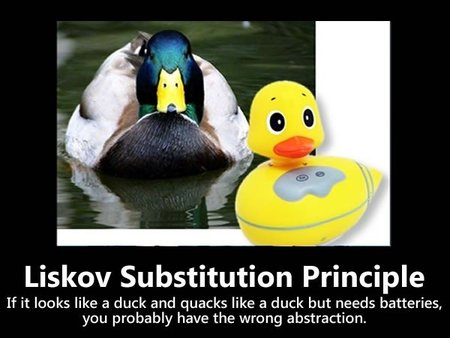 Liskov Substitution Principle
If it looks like a duck and quacks like a duck but needs batteries,
you probably have the wrong abstraction.